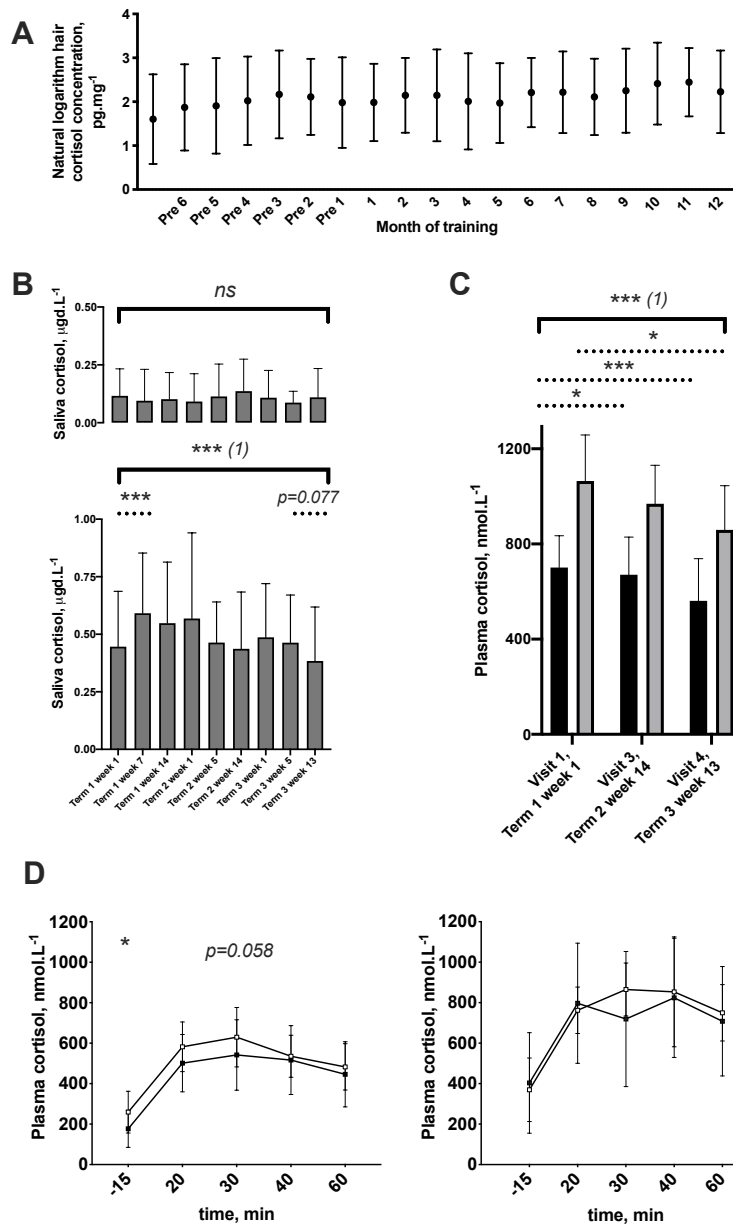 A
Natural logarithm hair
cortisol concentration,
pg.mg-1
4
3
2
1
0
Pre 6
Pre 5
Pre 4
Pre 3
Pre 2
Pre 1
1
2
3
4
5
6
7
8
9
10
11
12
Month of training
B
ns
Saliva cortisol, µgd.L-1
0.50
0.25
0.00
*** (1)
***
p=0.077
Saliva cortisol, µgd.L-1
1.00
0.75
0.50
0.25
0.00
Term 1 week 1
Term 1 week 7
Term 1 week 14
Term 2 week 1
Term 2 week 5
Term 2 week 14
Term 3 week 1
Term 3 week 5
Term 3 week 13
C
*** (1)
*
***
*
Plasma cortisol, nmol.L-1
1200
800
400
0
Visit 1,
Term 1 week 1
Visit 3,
Term 2 week 14
Visit 4,
Term 3 week 13
D
Plasma cortisol, nmol.L-1
1200
1000
800
600
400
200
0
*
p=0.058
-15
20
30
40
60
time, min
Plasma cortisol, nmol.L-1
1200
1000
800
600
400
200
0
-15
20
30
40
60
time, min